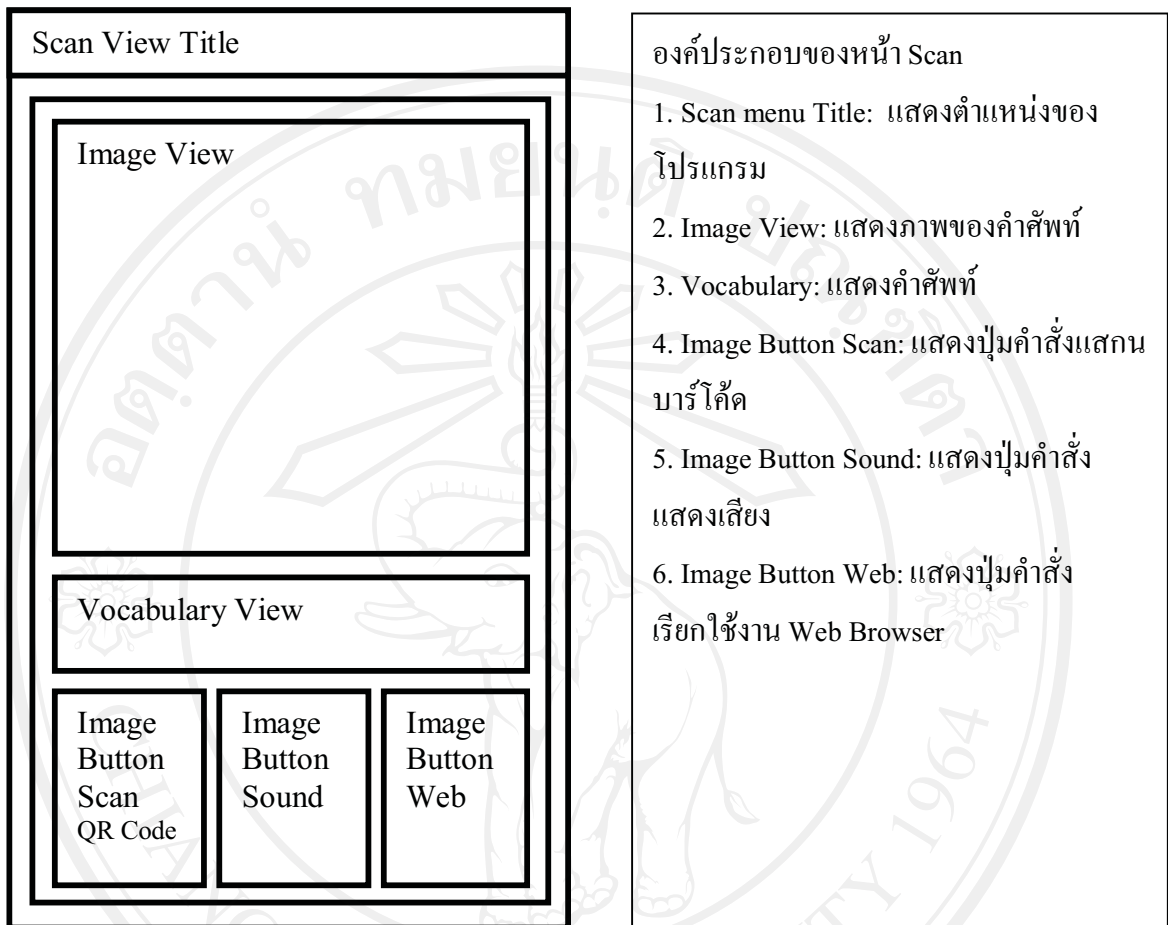 Scan View Title
Image View
Vocabulary View
Image
Button
Scan
QR Code
Image
Button
Sound
Image
Button
Web
องค์ประกอบของหน้า Scan
1. Scan menu Title: แสดงตำแหน่งของ
โปรแกรม
2. Image View: แสดงภาพของคำศัพท์
3. Vocabulary: แสดงคำศัพท์
4. Image Button Scan: แสดงปุ่มคำสั่งแสกน
บาร์โค้ด
5. Image Button Sound: แสดงปุ่มคำสั่ง
แสดงเสียง
6. Image Button Web: แสดงปุ่มคำสั่ง
เรียกใช้งาน Web Browser
1964